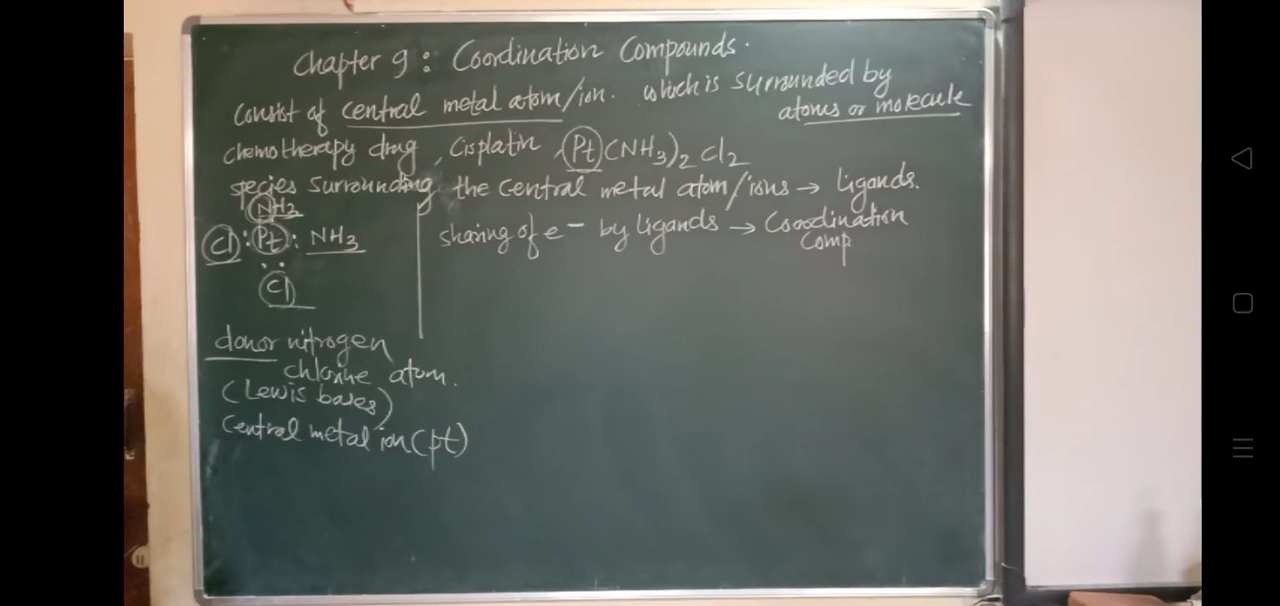 Chapter 9: Coordination Compounds.
Consist of central metal atom/ion. which is surrounded by
atoms or molecule
chemotherapy drug, Cisplatin, Pt(NH3)2 Cl2
species surrounding the central metal atom/ions → Ligands.
NH3
Cl : Pt : NH3
Cl
sharing of e- by ligands → Coordination
Comp
donor nitrogen
chlorine atom.
(Lewis bases)
Central metal ion (pt)